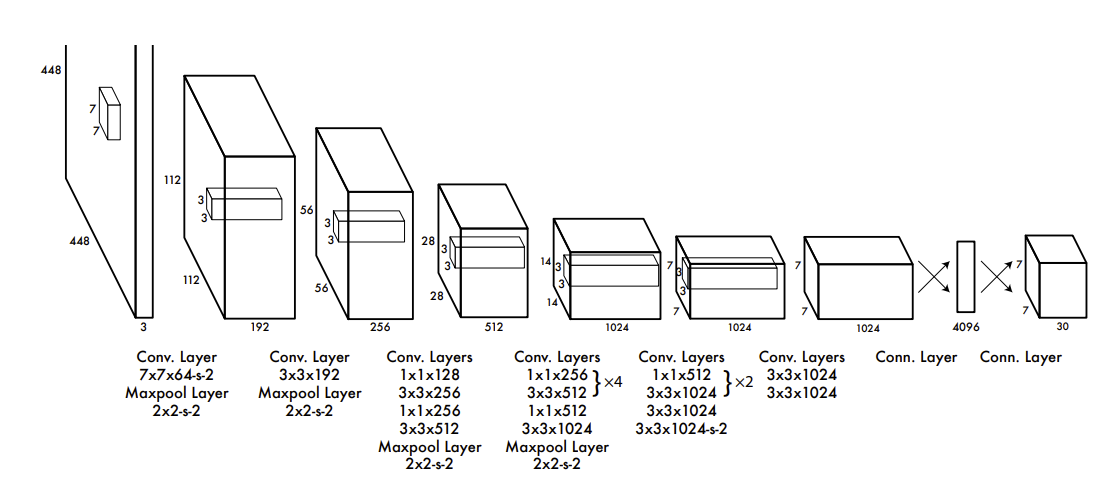 448
7
7
448
3
112
3
3
112
192
56
3
3
56
256
28
3
3
28
512
14
3
3
14
1024
7
3
3
7
1024
7
7
1024
4096
7
7
30
Conv. Layer
7x7x64-s-2
Maxpool Layer
2x2-s-2
Conv. Layer
3x3x192
Maxpool Layer
2x2-s-2
Conv. Layers
1x1x128
3x3x256
1x1x256
3x3x512
Maxpool Layer
2x2-s-2
Conv. Layers
1x1x256
3x3x512
} ×4
1x1x512
3x3x1024
Maxpool Layer
2x2-s-2
Conv. Layers
1x1x512
3x3x1024
} ×2
3x3x1024
3x3x1024-s-2
Conv. Layers
3x3x1024
3x3x1024
Conn. Layer
Conn. Layer